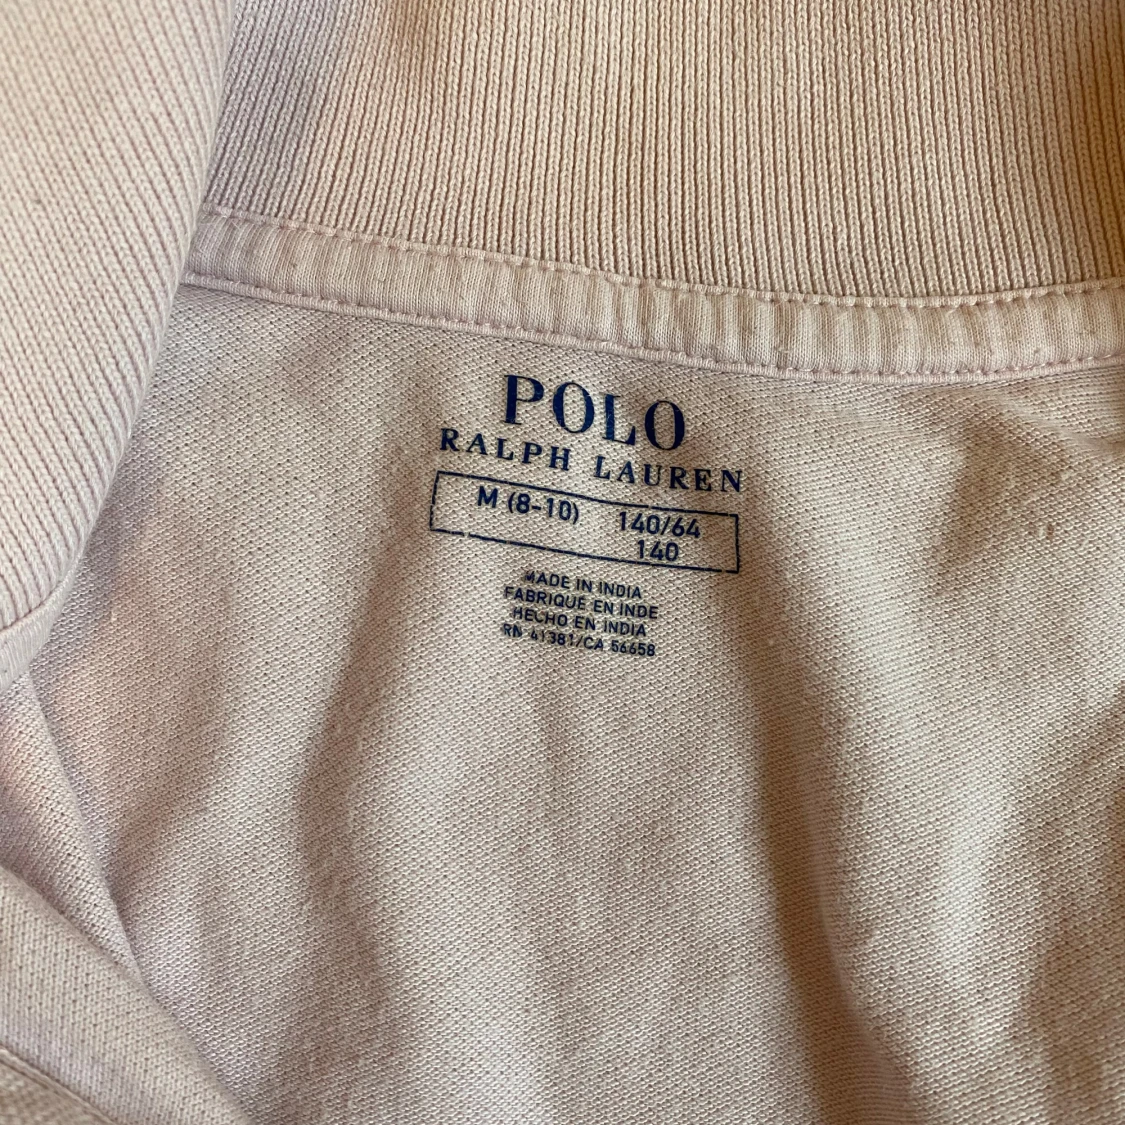 POLO
RALPH LAUREN
M (8-10) 140/64
140
MADE IN INDIA
FABRIQUÉ EN INDE
HECHO EN INDIA
RN 41381/CA 56658